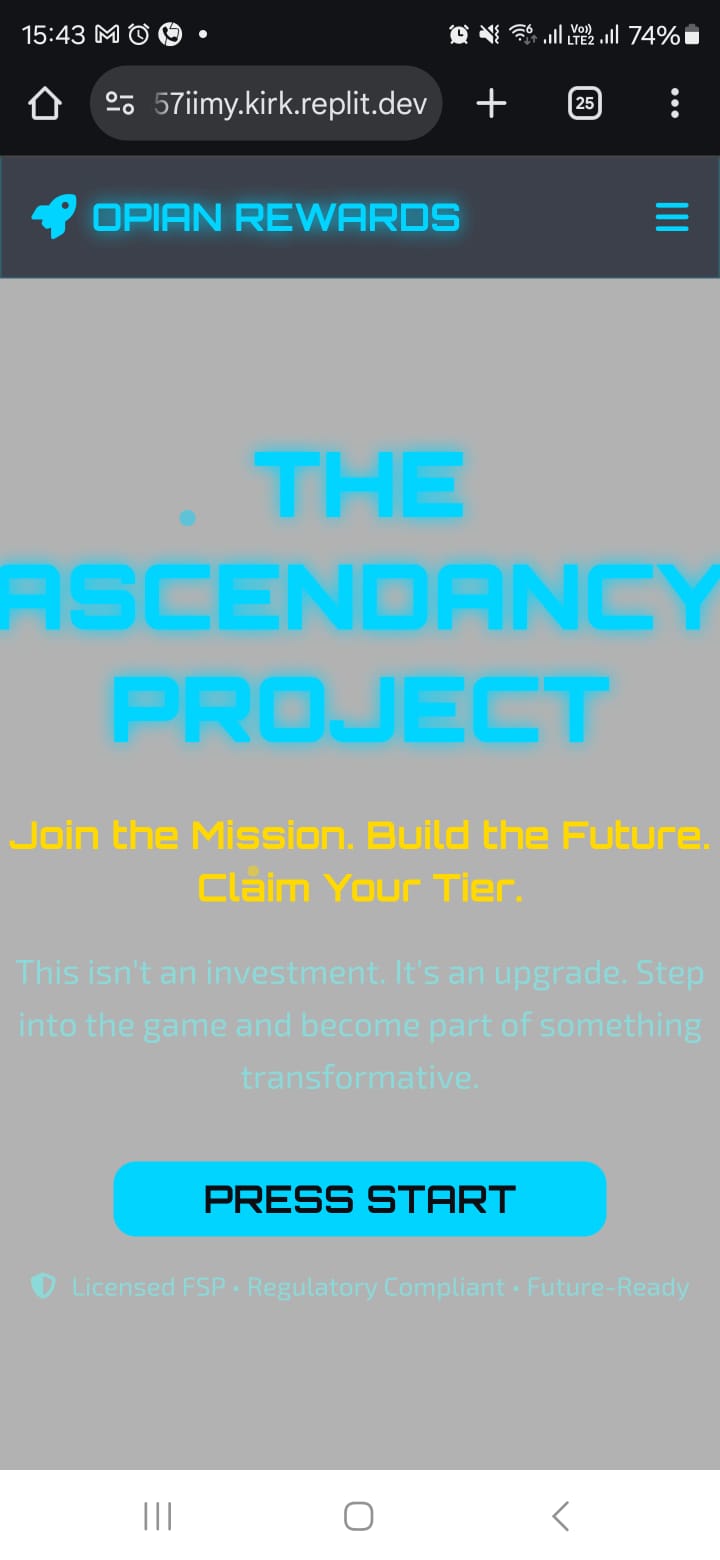 15:43
Vo))
LTE2
74%
57iimy.kirk.replit.dev
25
OPIAN REWARDS
THE
ASCENDANCY
PROJECT
Join the Mission. Build the Future.
Claim Your Tier.
This isn't an investment. It's an upgrade. Step
into the game and become part of something
transformative.
PRESS START
Licensed FSP • Regulatory Compliant • Future-Ready